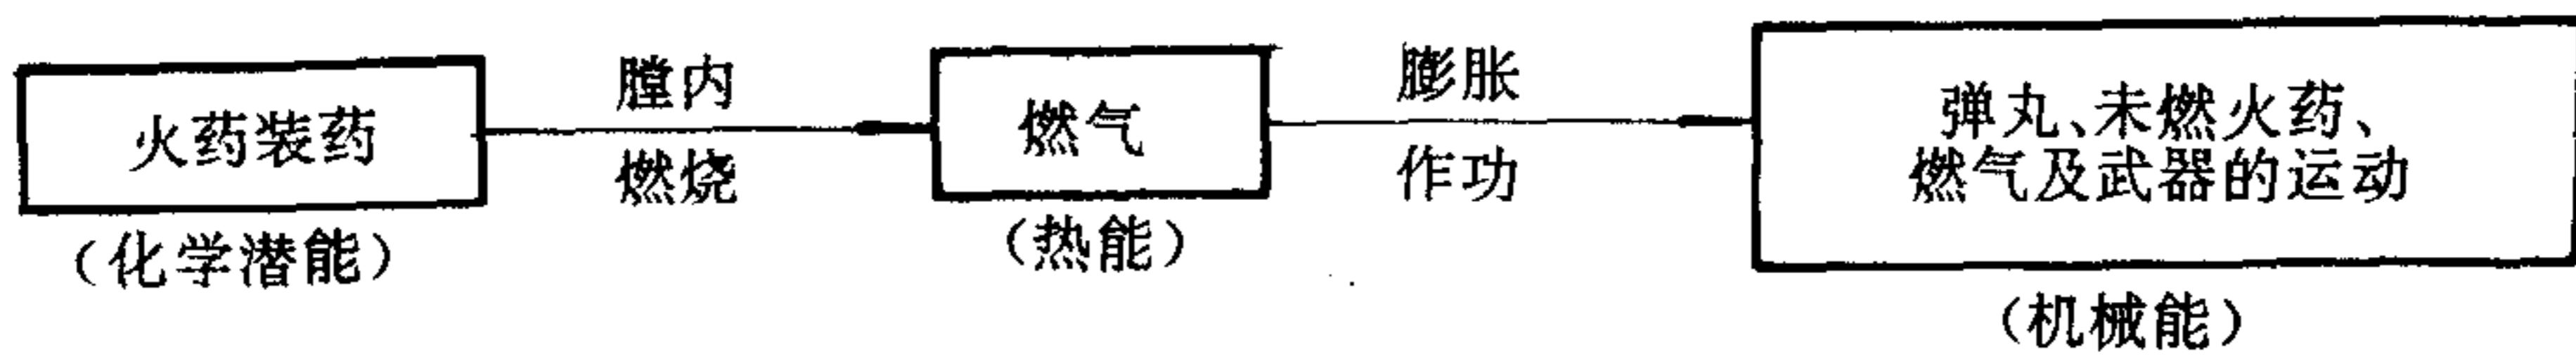 火药装药
（化学潜能）
膛内
燃烧
燃气
（热能）
膨胀
作功
弹丸、未燃火药、
燃气及武器的运动
（机械能）